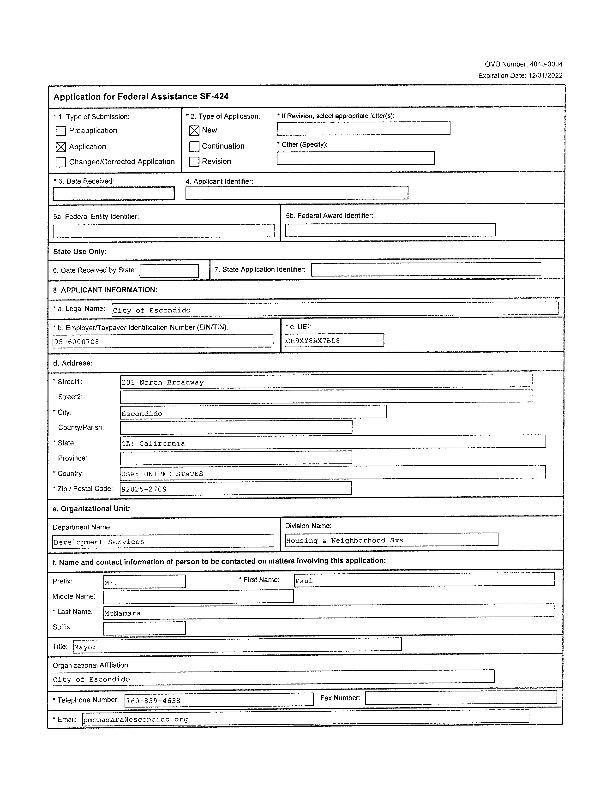 OMB Number: 4040-0004
Expiration Date: 12/31/2022
Application for Federal Assistance SF-424
* 1. Type of Submission:
Preapplication
Application
Changed/Corrected Application
* 2. Type of Application:
New
Continuation
Revision
* If Revision, select appropriate letter(s):
* Other (Specify):
* 3. Date Received:
4. Applicant Identifier:
5a. Federal Entity Identifier:
5b. Federal Award Identifier:
State Use Only:
6. Date Received by State:
7. State Application Identifier:
8. APPLICANT INFORMATION:
* a. Legal Name: City of Escondido
* b. Employer/Taxpayer Identification Number (EIN/TIN):
* c. UEI:
d. Address:
* Street1: 201 North Broadway
Street2:
* City: Escondido
County/Parish:
* State: CA: California
Province:
* Country: USA: UNITED STATES
* Zip / Postal Code: 92025-2709
e. Organizational Unit:
Department Name:
Development Services
Division Name:
Housing & Neighborhood Svs
f. Name and contact information of person to be contacted on matters involving this application:
Prefix: Mr.
* First Name: Paul
Middle Name:
* Last Name: McNamara
Suffix:
Title: Mayor
Organizational Affiliation:
City of Escondido
* Telephone Number: 760-839-4638
Fax Number:
* Email: pmcnamara@escondido.org